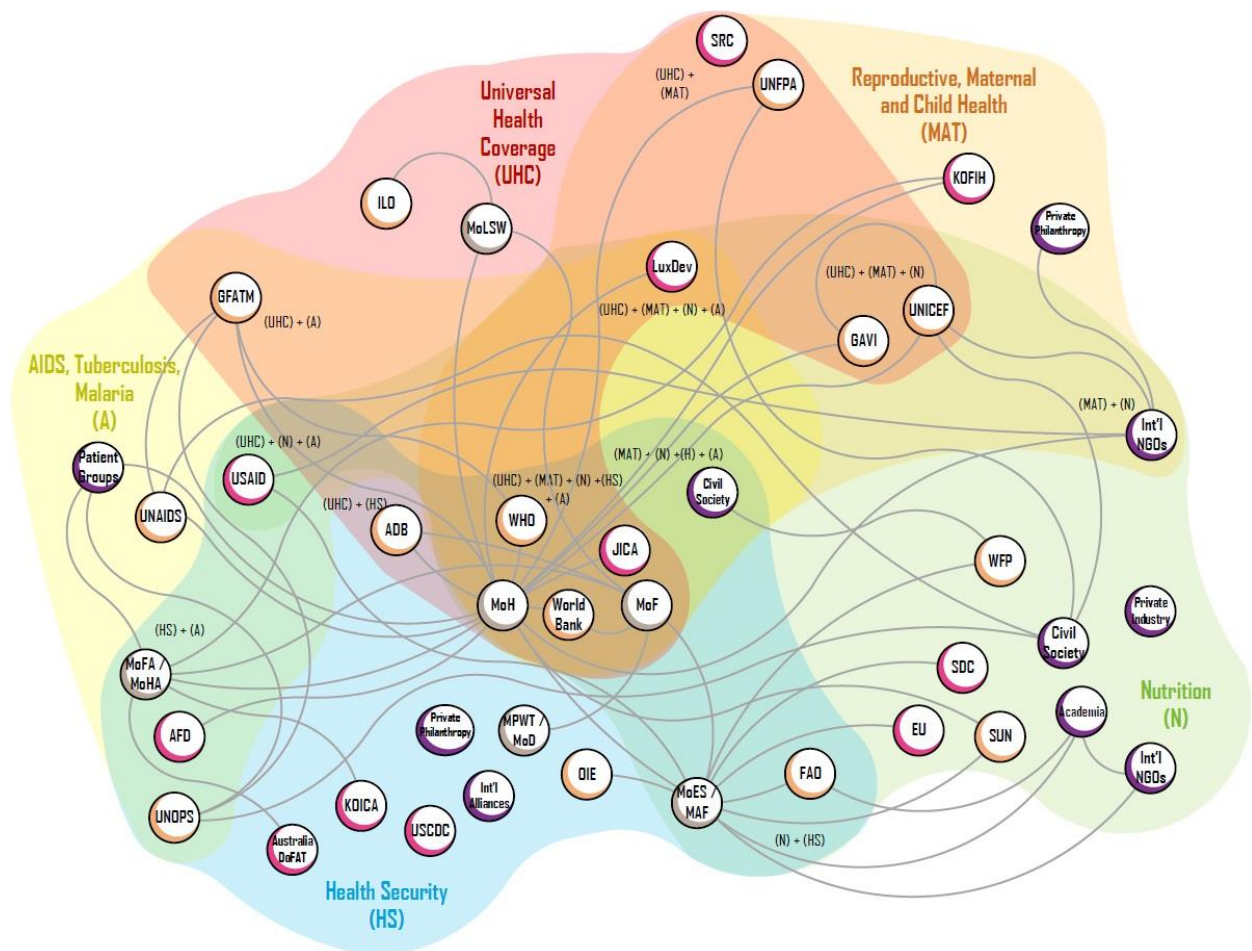 SRC
(UHC) +
(MAT)
UNFPA
Universal
Health
Coverage
(UHC)
Reproductive, Maternal
and Child Health
(MAT)
ILO
MoLSW
KOFIH
Private
Philanthropy
GFATM
(UHC) + (A)
LuxDev
(UHC) + (MAT) + (N) + (A)
(UHC) + (MAT) + (N)
UNICEF
GAVI
AIDS, Tuberculosis,
Malaria
(A)
(MAT) + (N)
Int'l
NGOs
Patient
Groups
(UHC) + (N) + (A)
USAID
UNAIDS
(UHC) + (HS)
ADB
(UHC) + (MAT) + (N) +(HS)
+ (A)
WHO
(MAT) + (N) +(H) + (A)
Civil
Society
JICA
WFP
MoH
World
Bank
MoF
Private
Industry
Civil
Society
(HS) + (A)
MoFA /
MoHA
SDC
Nutrition
(N)
AFD
Private
Philanthropy
MPWT /
MoD
EU
SUN
Academia
Int'l
NGOs
OIE
FAO
MoES /
MAF
UNOPS
KOICA
Int'l
Alliances
USCDC
Australia
DoFAT
(N) + (HS)
Health Security
(HS)